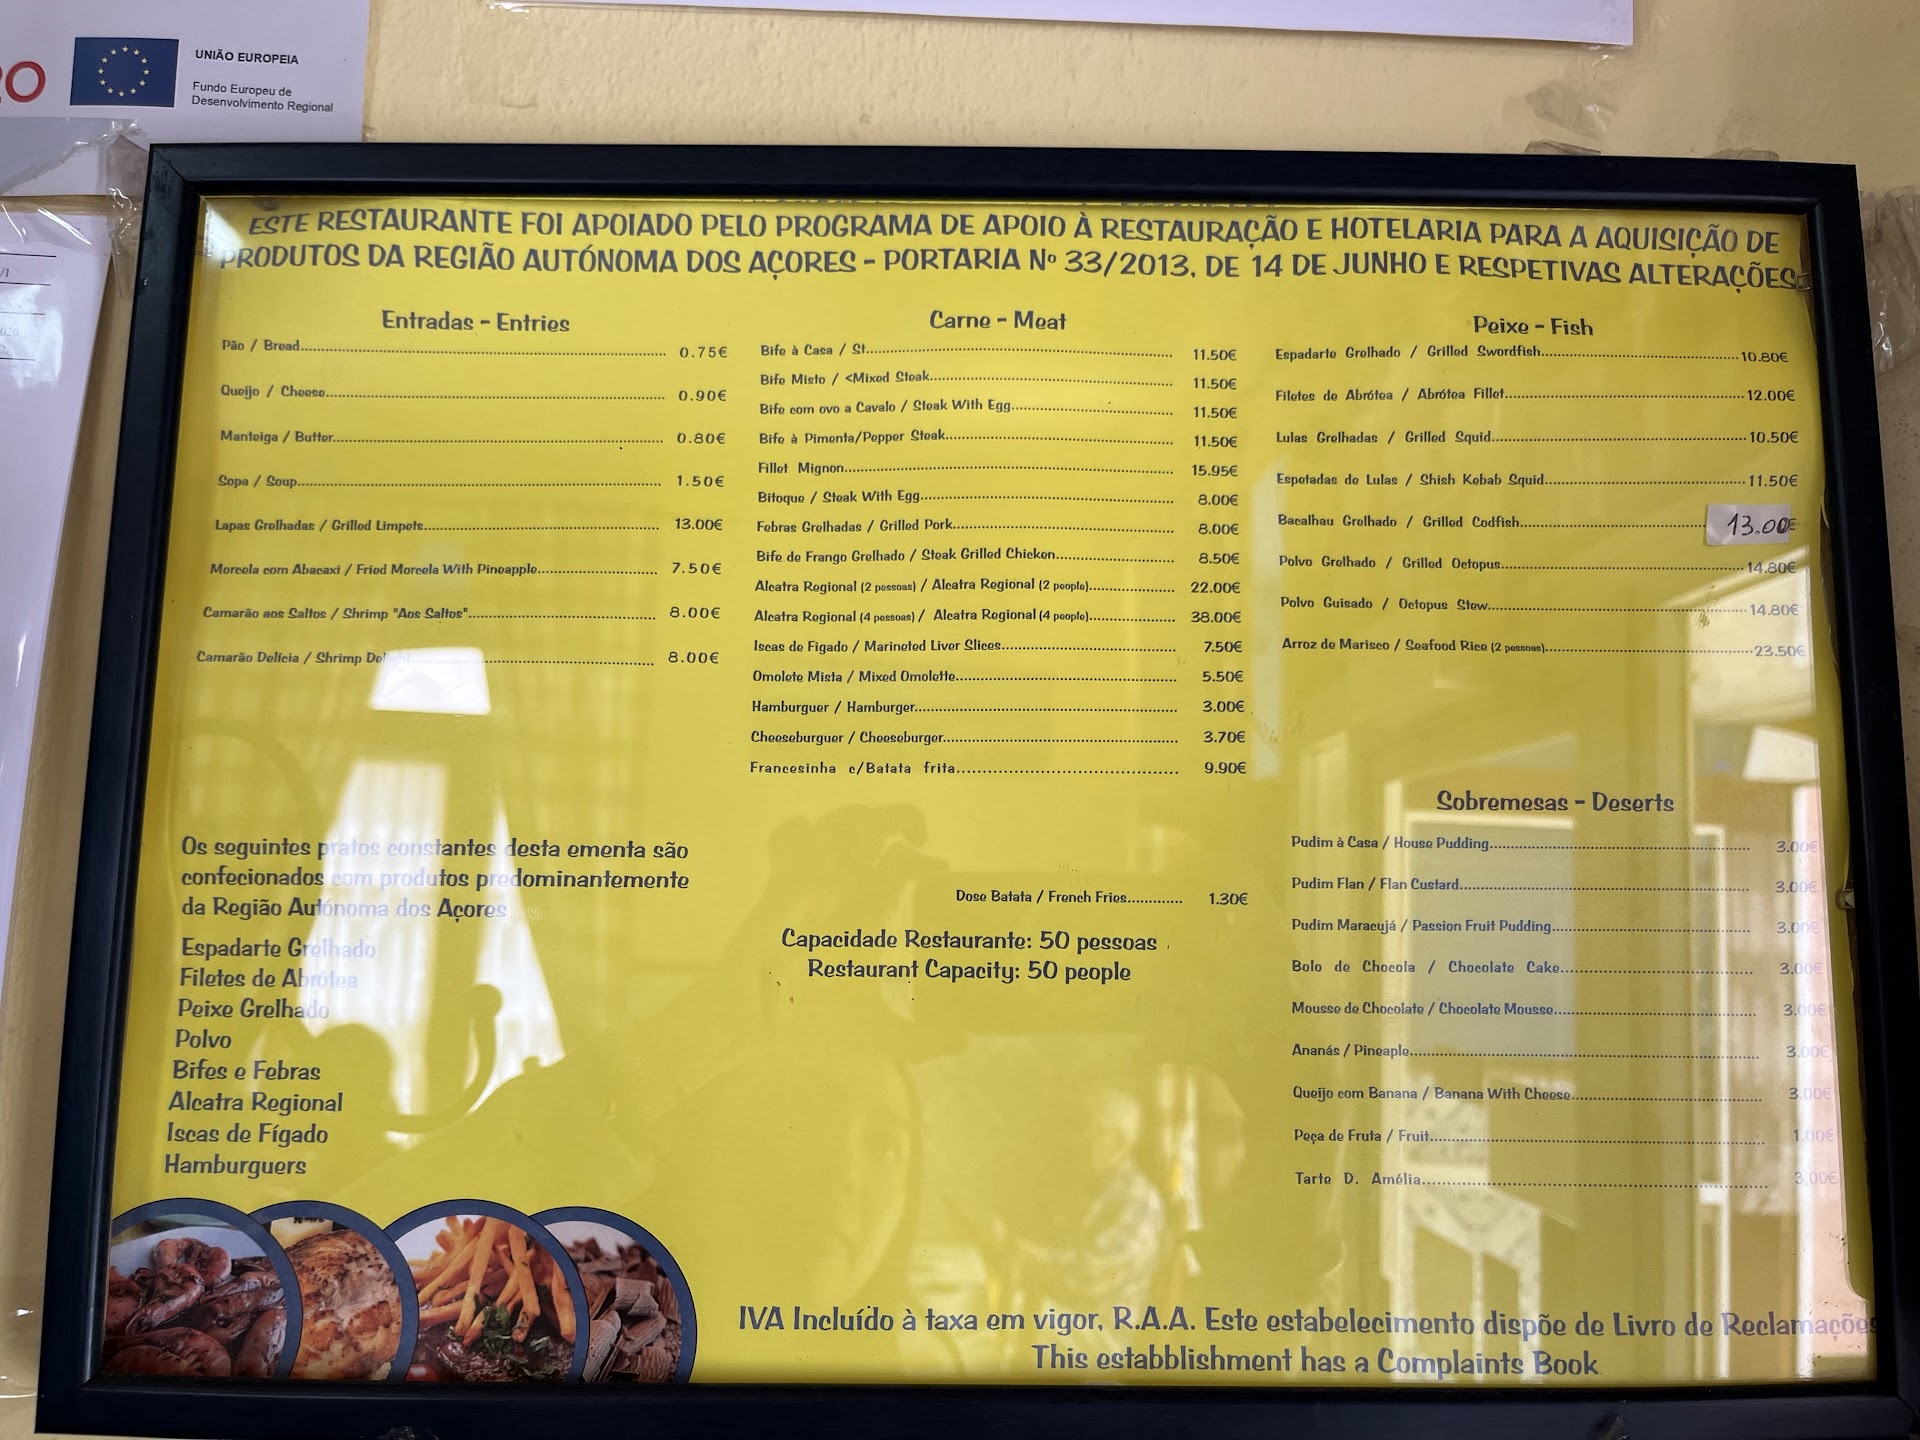 UNIÃO EUROPEIA
Fundo Europeu de
Desenvolvimento Regional
ESTE RESTAURANTE FOI APOIADO PELO PROGRAMA DE APOIO À RESTAURAÇÃO E HOTELARIA PARA A AQUISIÇÃO DE
PRODUTOS DA REGIÃO AUTÓNOMA DOS AÇORES - PORTARIA Nº 33/2013, DE 14 DE JUNHO E RESPETIVAS ALTERAÇÕES
Entradas - Entries
Pão / Bread 0.75€
Queijo / Cheese 0.90€
Manteiga / Butter 0.80€
Sopa / Soup 1.50€
Lapas Grelhadas / Grilled Limpets 13.00€
Morcela com Abacaxi / Fried Morcela With Pineapple 7.50€
Camarão aos Saltos / Shrimp "Aos Saltos" 8.00€
Camarão Delícia / Shrimp Delight 8.00€
Carne - Meat
Bife à Casa / St 11.50€
Bife Misto / <Mixed Steak 11.50€
Bife com ovo a Cavalo / Steak With Egg 11.50€
Bife à Pimenta/Pepper Steak 11.50€
Fillet Mignon 15.95€
Bitoque / Steak With Egg 8.00€
Febras Grelhadas / Grilled Pork 8.00€
Bife de Frango Grelhado / Steak Grilled Chicken 8.50€
Alcatra Regional (2 pessoas) / Alcatra Regional (2 people) 22.00€
Alcatra Regional (4 pessoas) / Alcatra Regional (4 people) 38.00€
Iscas de Figado / Marineted Liver Slices 7.50€
Omolete Mista / Mixed Omolette 5.50€
Hamburguer / Hamburger 3.00€
Cheeseburguer / Cheeseburger 3.70€
Francesinha c/Batata frita 9.90€
Dose Batata / French Fries 1.30€
Capacidade Restaurante: 50 pessoas
Restaurant Capacity: 50 people
Peixe - Fish
Espadarte Grelhado / Grilled Swordfish 10.80€
Filetes de Abrótea / Abrótea Fillet 12.00€
Lulas Grelhadas / Grilled Squid 10.50€
Espetadas de Lulas / Shish Kebab Squid 11.50€
Bacalhau Grelhado / Grilled Codfish 13.00€
Polvo Grelhado / Grilled Octopus 14.80€
Polvo Guisado / Octopus Stew 14.80€
Arroz de Marisco / Seafood Rice (2 pessoas) 23.50€
Sobremesas - Deserts
Pudim à Casa / House Pudding 3.00€
Pudim Flan / Flan Custard 3.00€
Pudim Maracujá / Passion Fruit Pudding 3.00€
Bolo de Chocola / Chocolate Cake 3.00€
Mousse de Chocolate / Chocolate Mousse 3.00€
Ananás / Pineaple 3.00€
Queijo com Banana / Banana With Cheese 3.00€
Peça de Fruta / Fruit 1.00€
Tarte D. Amélia 3,00€
Os seguintes pratos constantes desta ementa são
confecionados com produtos predominantemente
da Região Autónoma dos Açores
Espadarte Grelhado
Filetes de Abrótea
Peixe Grelhado
Polvo
Bifes e Febras
Alcatra Regional
Iscas de Fígado
Hamburguers
IVA Incluído à taxa em vigor, R.A.A. Este estabelecimento dispõe de Livro de Reclamações
This estabblishment has a Complaints Book